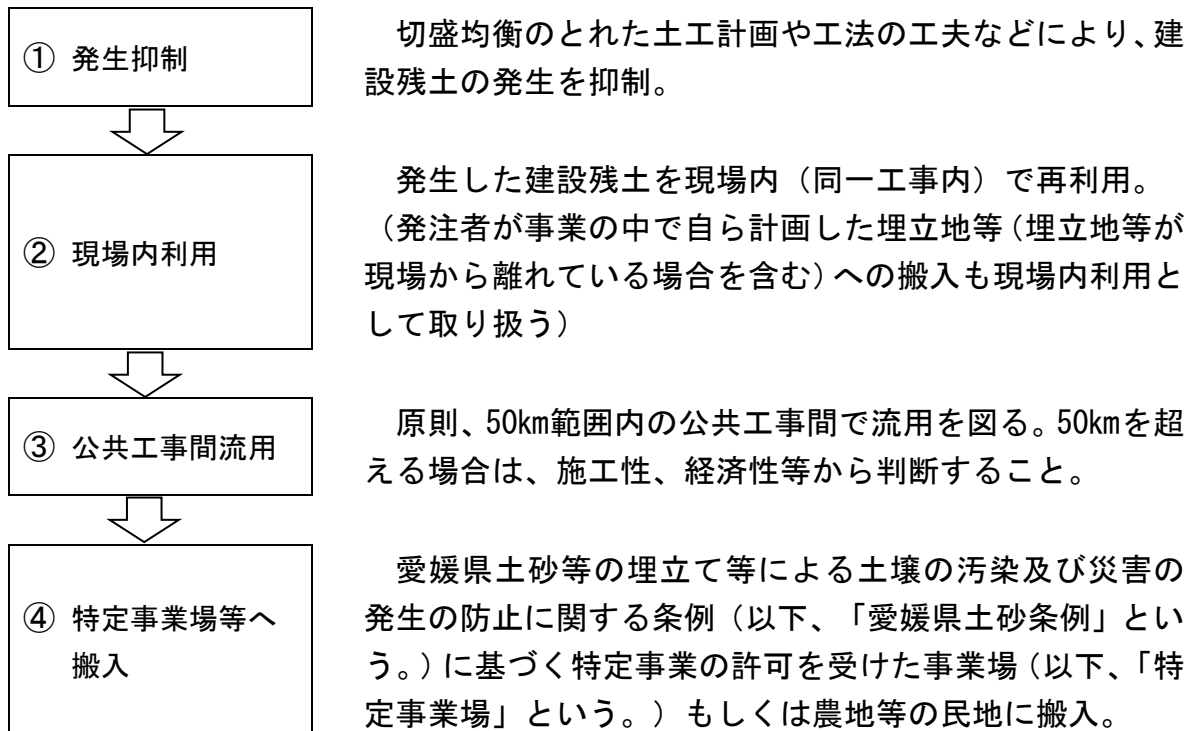 ① 発生抑制
切盛均衡のとれた土工計画や工法の工夫などにより、建
設残土の発生を抑制。
② 現場内利用
発生した建設残土を現場内（同一工事内）で再利用。
（発注者が事業の中で自ら計画した埋立地等（埋立地等が
現場から離れている場合を含む）への搬入も現場内利用と
して取り扱う）
③ 公共工事間流用
原則、50km範囲内の公共工事間で流用を図る。50kmを超
える場合は、施工性、経済性等から判断すること。
④ 特定事業場等へ
搬入
愛媛県土砂等の埋立て等による土壌の汚染及び災害の
発生の防止に関する条例（以下、「愛媛県土砂条例」とい
う。）に基づく特定事業の許可を受けた事業場（以下、「特
定事業場」という。）もしくは農地等の民地に搬入。